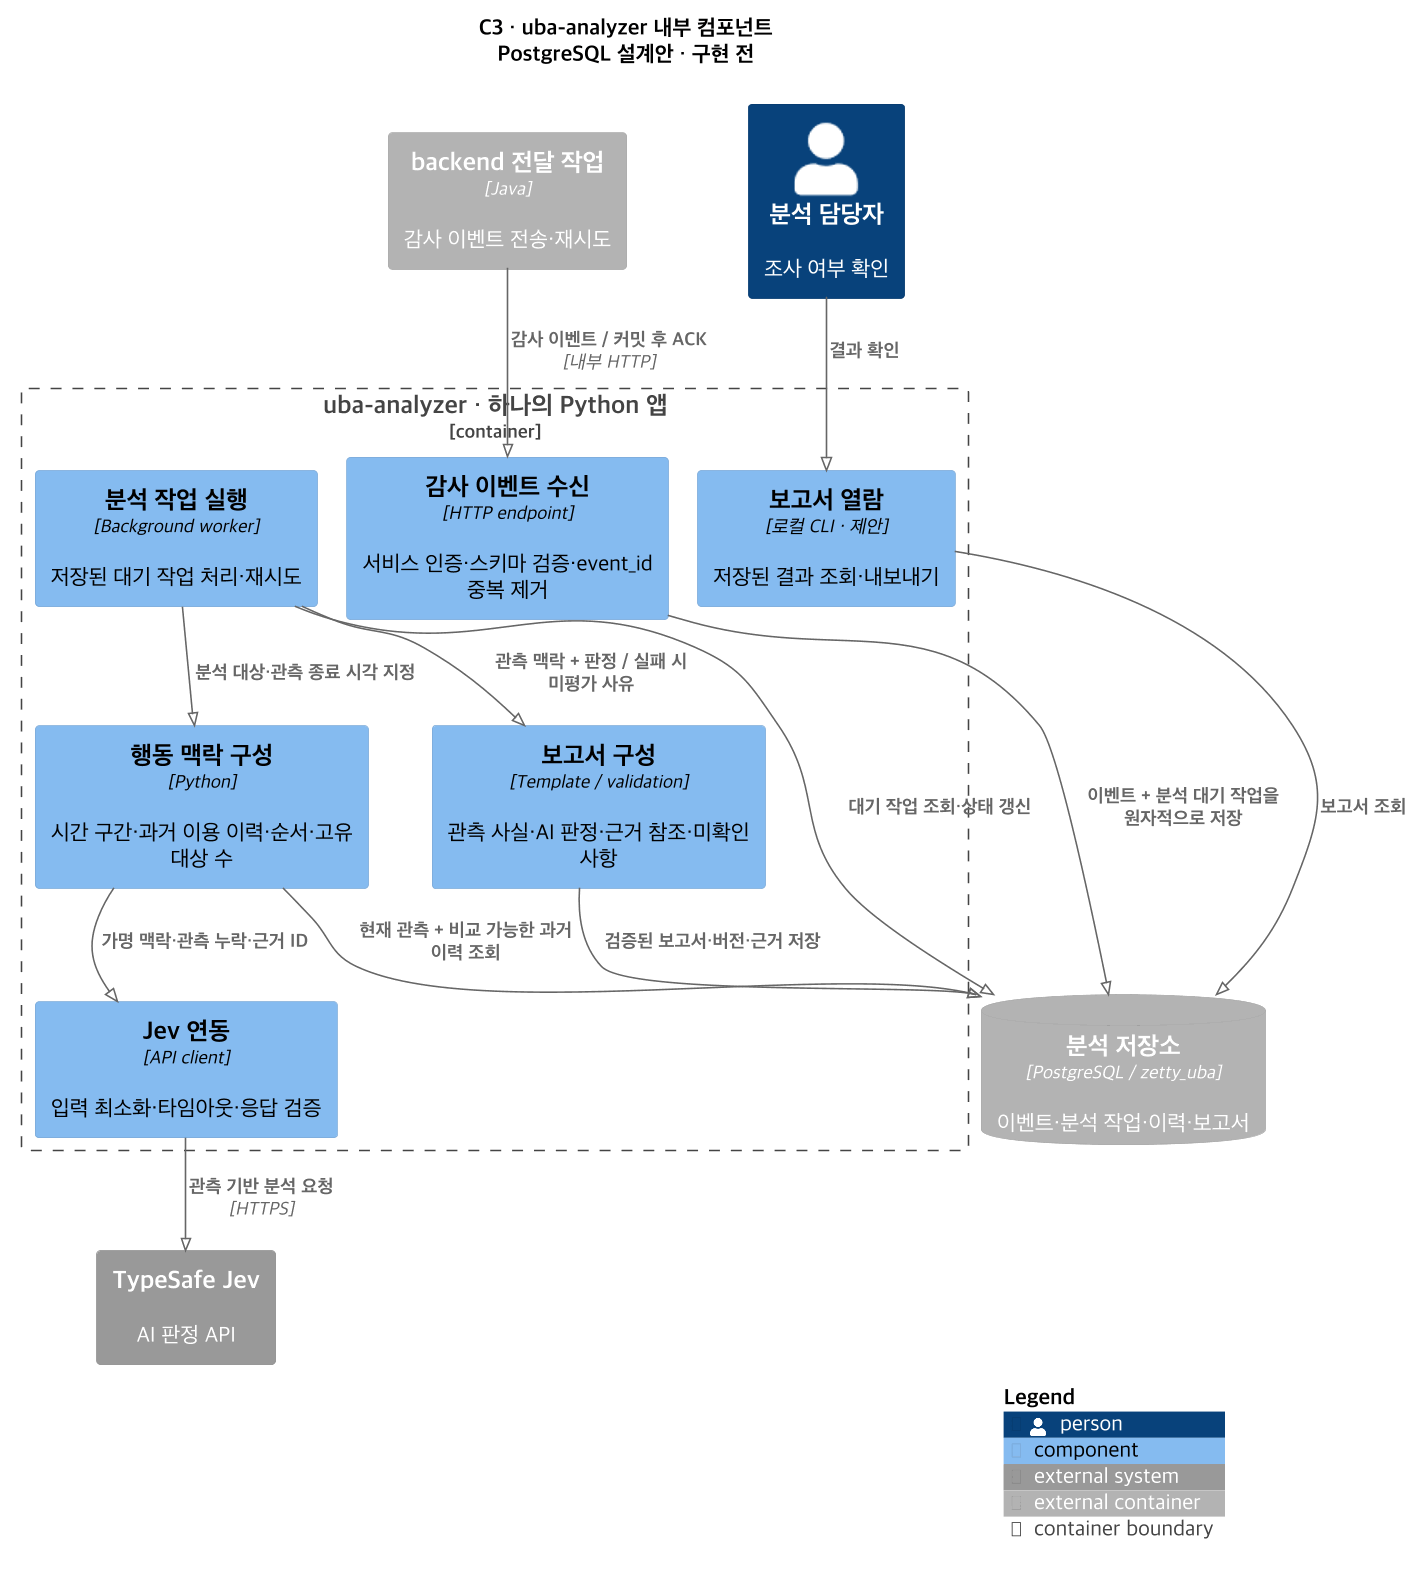 C3 · uba-analyzer 내부 컴포넌트
PostgreSQL 설계안 · 구현 전
backend 전달 작업
[Java]
감사 이벤트 전송·재시도
분석 담당자
조사 여부 확인
감사 이벤트 / 커밋 후 ACK
[내부 HTTP]
결과 확인
uba-analyzer · 하나의 Python 앱
[container]
분석 작업 실행
[Background worker]
저장된 대기 작업 처리·재시도
감사 이벤트 수신
[HTTP endpoint]
서비스 인증·스키마 검증·event_id
중복 제거
보고서 열람
[로컬 CLI · 제안]
저장된 결과 조회·내보내기
분석 대상·관측 종료 시각 지정
관측 맥락 + 판정 / 실패 시
미평가 사유
행동 맥락 구성
[Python]
시간 구간·과거 이용 이력·순서·고유
대상 수
보고서 구성
[Template / validation]
관측 사실·AI 판정·근거 참조·미확인
사항
대기 작업 조회·상태 갱신
이벤트 + 분석 대기 작업을
원자적으로 저장
보고서 조회
가명 맥락·관측 누락·근거 ID
현재 관측 + 비교 가능한 과거
이력 조회
검증된 보고서·버전·근거 저장
Jev 연동
[API client]
입력 최소화·타임아웃·응답 검증
분석 저장소
[PostgreSQL / zetty_uba]
이벤트·분석 작업·이력·보고서
관측 기반 분석 요청
[HTTPS]
TypeSafe Jev
AI 판정 API
Legend
person
component
external system
external container
container boundary